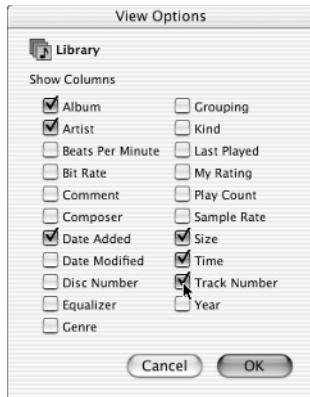 View Options
Library
Show Columns
Album
Artist
Beats Per Minute
Bit Rate
Comment
Composer
Date Added
Date Modified
Disc Number
Equalizer
Genre
Grouping
Kind
Last Played
My Rating
Play Count
Sample Rate
Size
Time
Track Number
Year
Cancel
OK